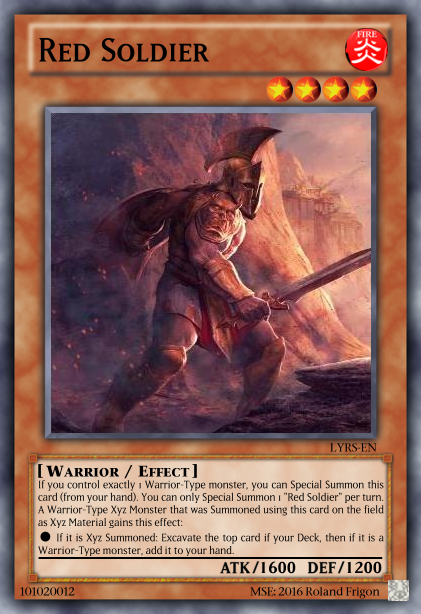 RED SOLDIER
FIRE
炎
LYRS-EN
[ WARRIOR / EFFECT ]
If you control exactly 1 Warrior-Type monster, you can Special Summon this
card (from your hand). You can only Special Summon 1 "Red Soldier" per turn.
A Warrior-Type Xyz Monster that was Summoned using this card on the field
as Xyz Material gains this effect:
● If it is Xyz Summoned: Excavate the top card if your Deck, then if it is a
Warrior-Type monster, add it to your hand.
ATK/1600 DEF/1200
101020012
MSE: 2016 Roland Frigon